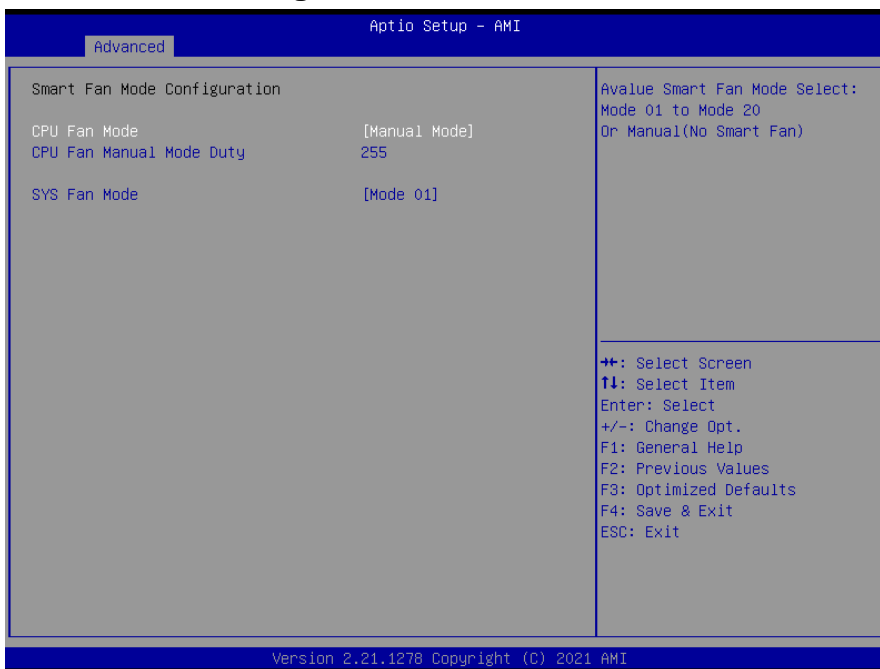 Aptio Setup - AMI
Advanced
Smart Fan Mode Configuration
CPU Fan Mode [Manual Mode]
CPU Fan Manual Mode Duty 255
SYS Fan Mode [Mode 01]
Avalue Smart Fan Mode Select:
Mode 01 to Mode 20
Or Manual(No Smart Fan)
→←: Select Screen
↑↓: Select Item
Enter: Select
+/-: Change Opt.
F1: General Help
F2: Previous Values
F3: Optimized Defaults
F4: Save & Exit
ESC: Exit
Version 2.21.1278 Copyright (C) 2021 AMI